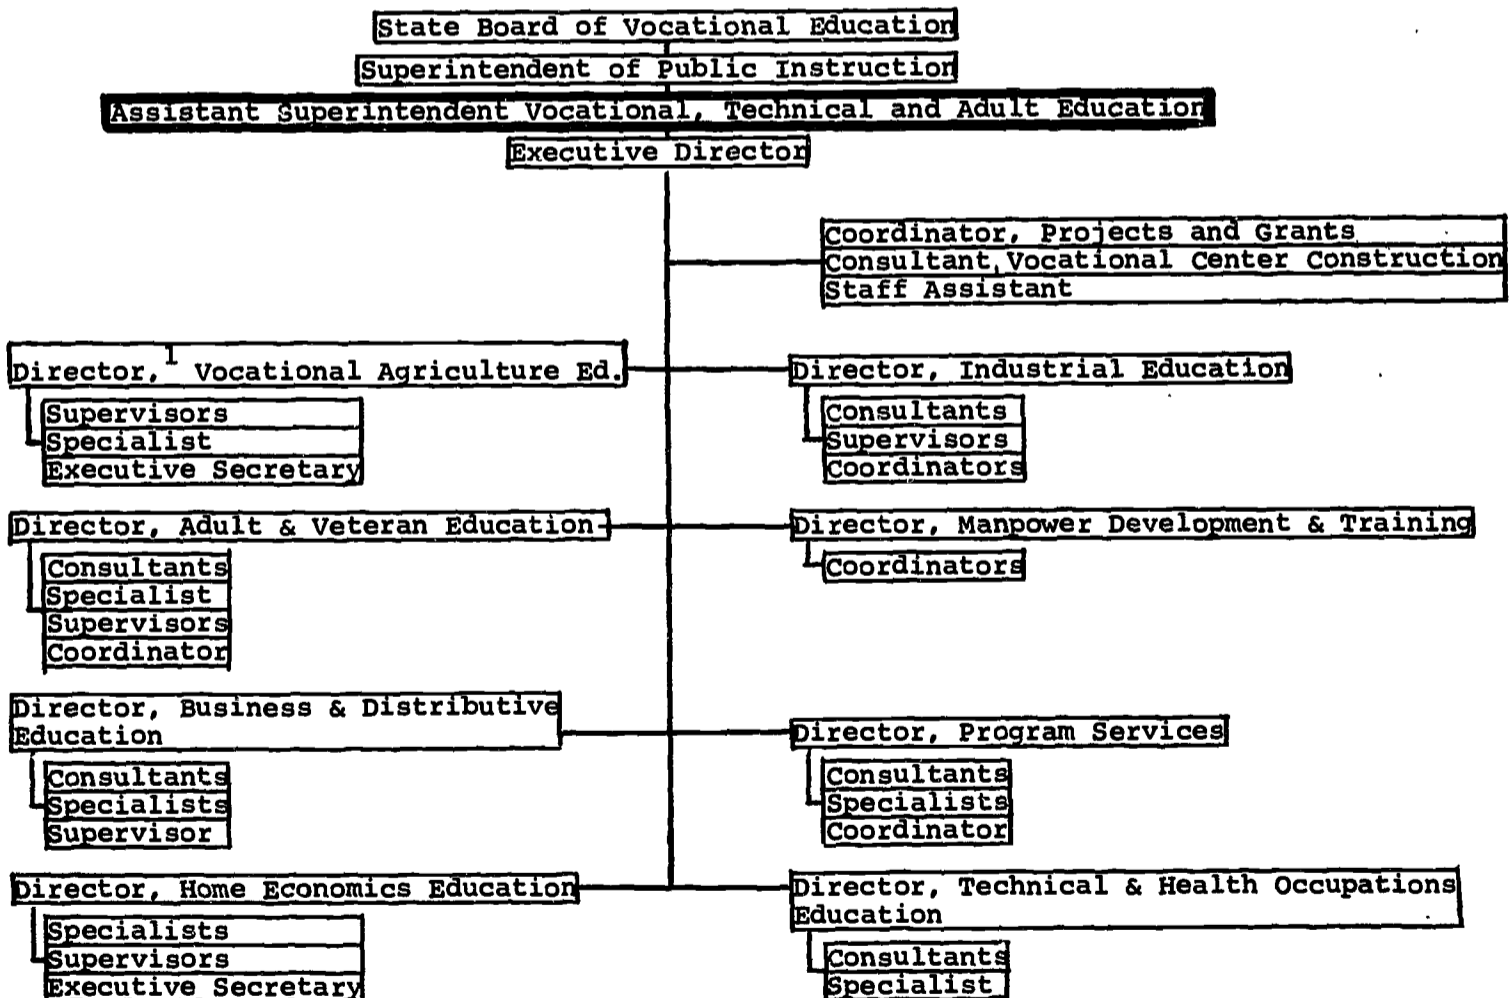 State Board of Vocational Education
Superintendent of Public Instruction
Assistant Superintendent Vocational, Technical and Adult Education
Executive Director
Coordinator, Projects and Grants
Consultant, Vocational Center Construction
Staff Assistant
Director,1 Vocational Agriculture Ed.
Supervisors
Specialist
Executive Secretary
Director, Industrial Education
Consultants
Supervisors
Coordinators
Director, Adult & Veteran Education
Consultants
Specialist
Supervisors
Coordinator
Director, Manpower Development & Training
Coordinators
Director, Business & Distributive
Education
Consultants
Specialists
Supervisor
Director, Program Services
Consultants
Specialists
Coordinator
Director, Home Economics Education
Specialists
Supervisors
Executive Secretary
Director, Technical & Health Occupations
Education
Consultants
Specialist